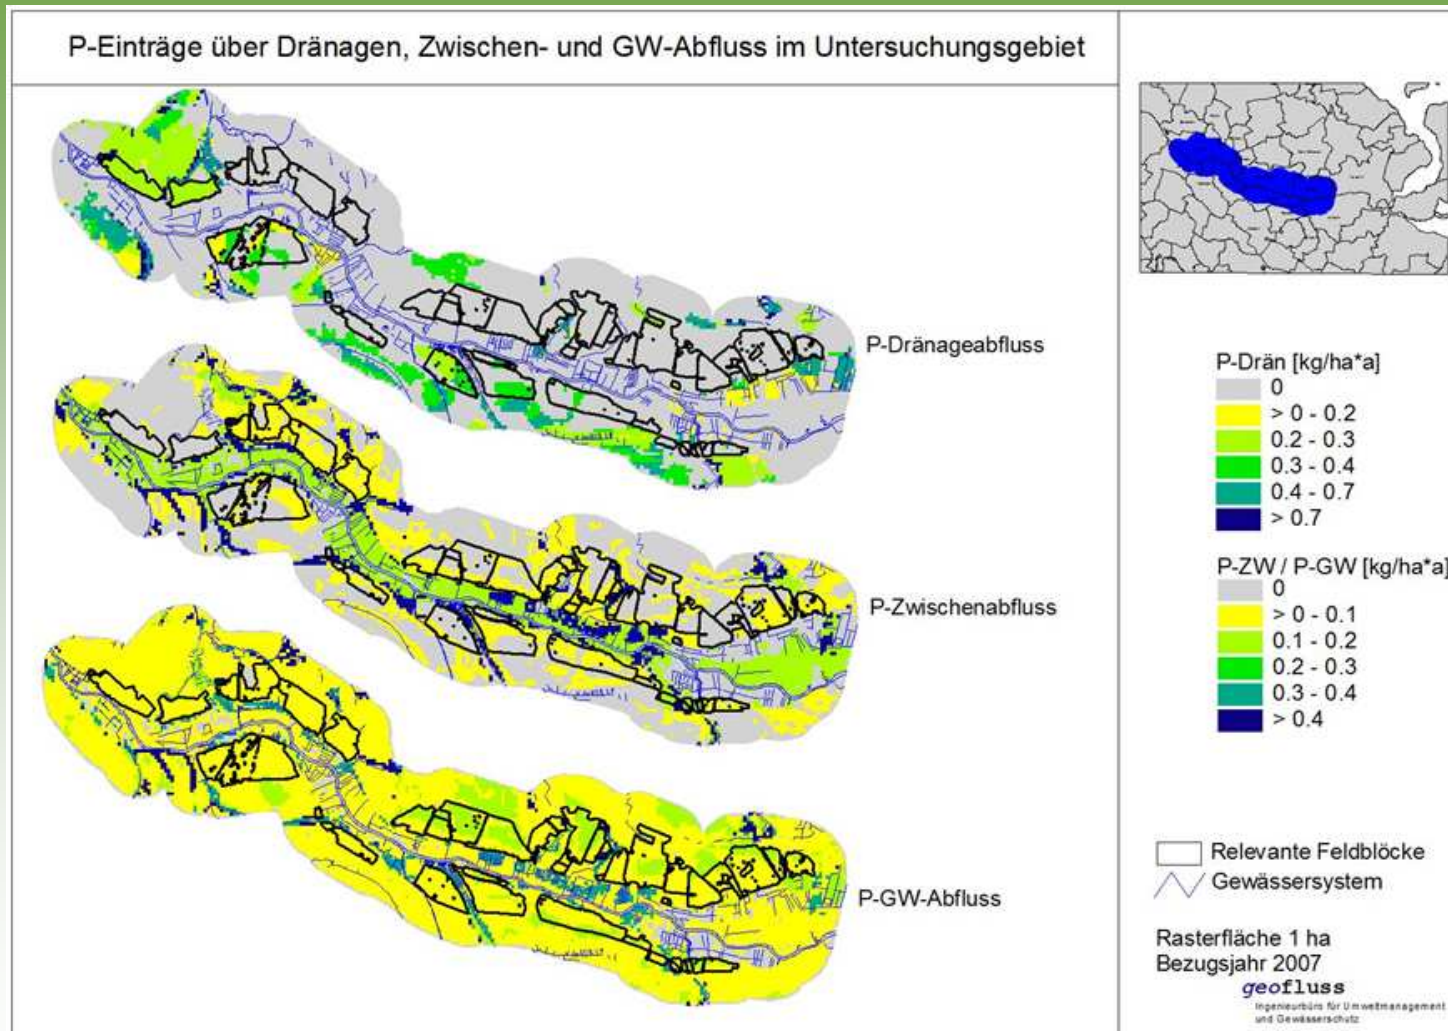 P-Einträge über Dränagen, Zwischen- und GW-Abfluss im Untersuchungsgebiet
P-Dränageabfluss
P-Zwischenabfluss
P-GW-Abfluss
P-Drän [kg/ha*a]
0
> 0 - 0.2
0.2 - 0.3
0.3 - 0.4
0.4 - 0.7
> 0.7
P-ZW / P-GW [kg/ha*a]
0
> 0 - 0.1
0.1 - 0.2
0.2 - 0.3
0.3 - 0.4
> 0.4
Relevante Feldblöcke
Gewässersystem
Rasterfläche 1 ha
Bezugsjahr 2007
geofluss
Ingenieurbüro für Umweltmanagement
und Gewässerschutz